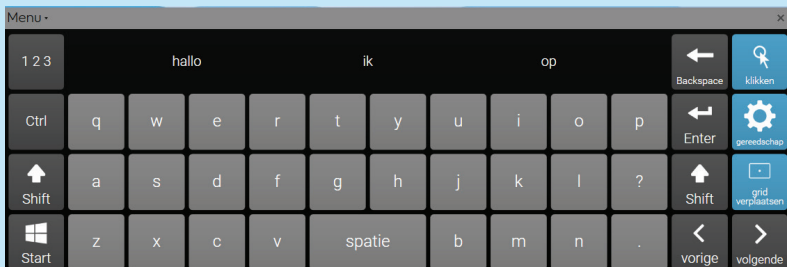 Menu
1 2 3 hallo ik op Backspace klikken
Ctrl q w e r t y u i o p Enter gereedschap
Shift a s d f g h j k l ? Shift grid verplaatsen
Start z x c v spatie b m n . vorige volgende